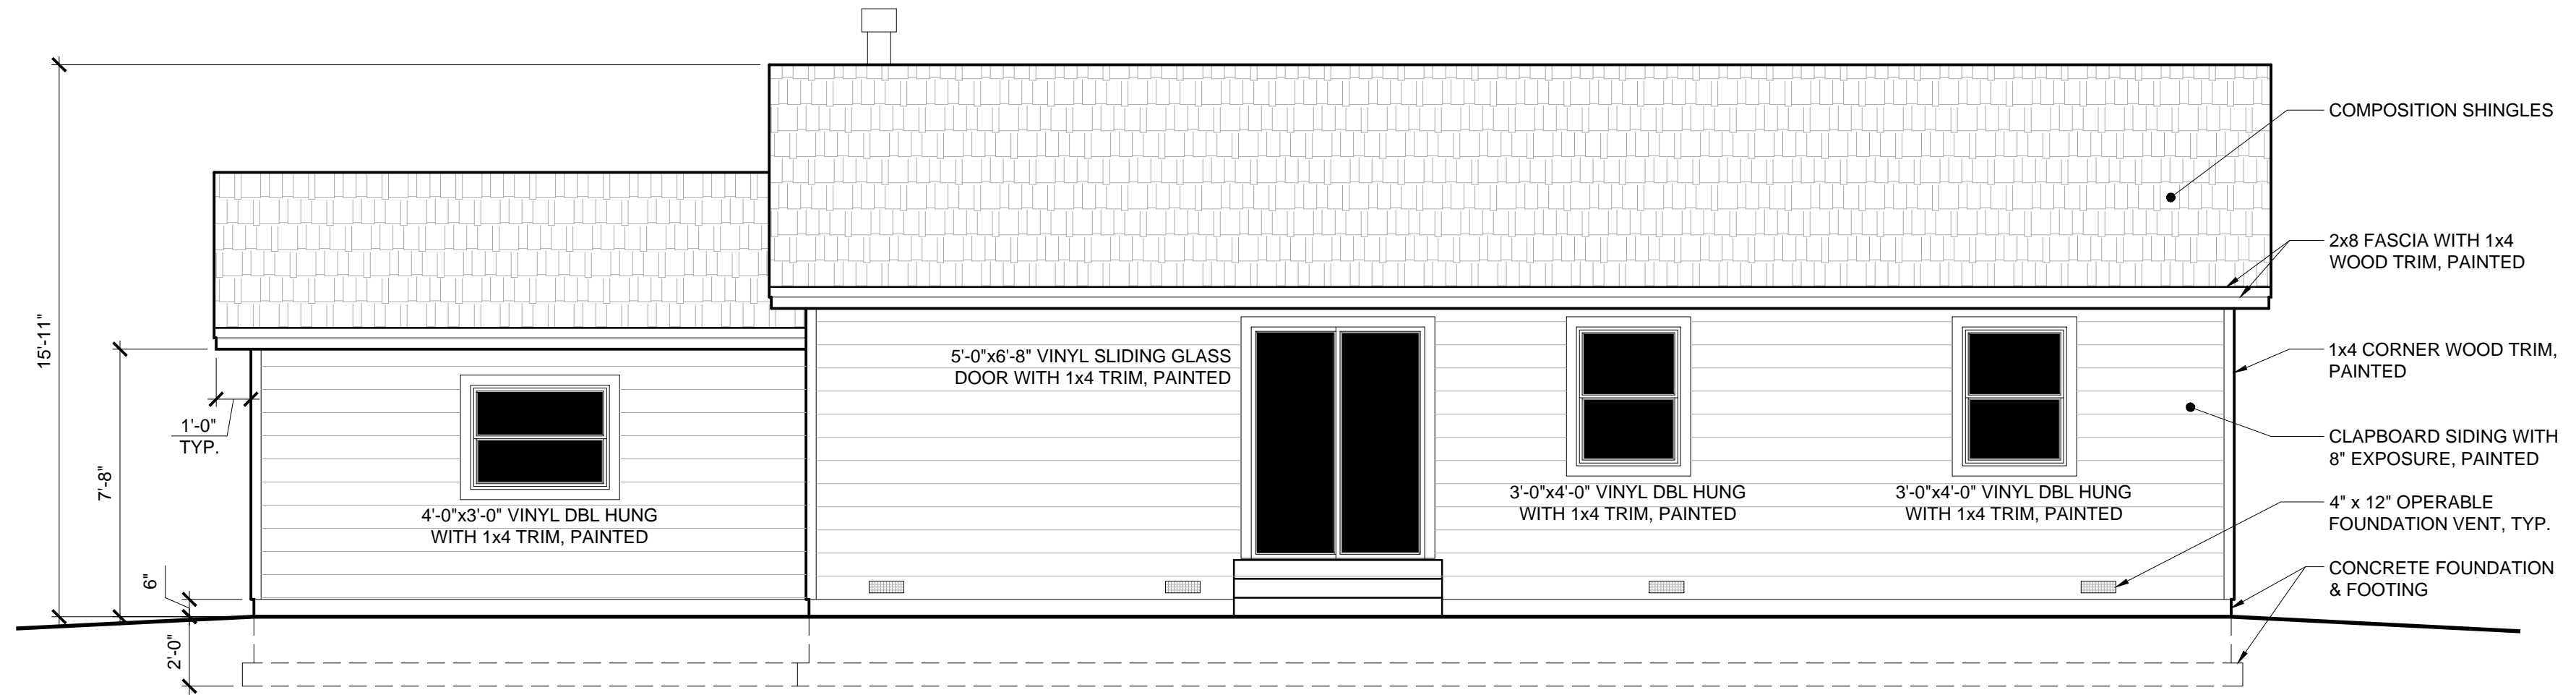 COMPOSITION SHINGLES
2x8 FASCIA WITH 1x4
WOOD TRIM, PAINTED
15'-11"
5'-0"x6'-8" VINYL SLIDING GLASS
DOOR WITH 1x4 TRIM, PAINTED
1x4 CORNER WOOD TRIM,
PAINTED
1'-0"
TYP.
7'-8"
CLAPBOARD SIDING WITH
8" EXPOSURE, PAINTED
3'-0"x4'-0" VINYL DBL HUNG
WITH 1x4 TRIM, PAINTED
3'-0"x4'-0" VINYL DBL HUNG
WITH 1x4 TRIM, PAINTED
4'-0"x3'-0" VINYL DBL HUNG
WITH 1x4 TRIM, PAINTED
4" x 12" OPERABLE
FOUNDATION VENT, TYP.
6"
CONCRETE FOUNDATION
& FOOTING
2'-0"